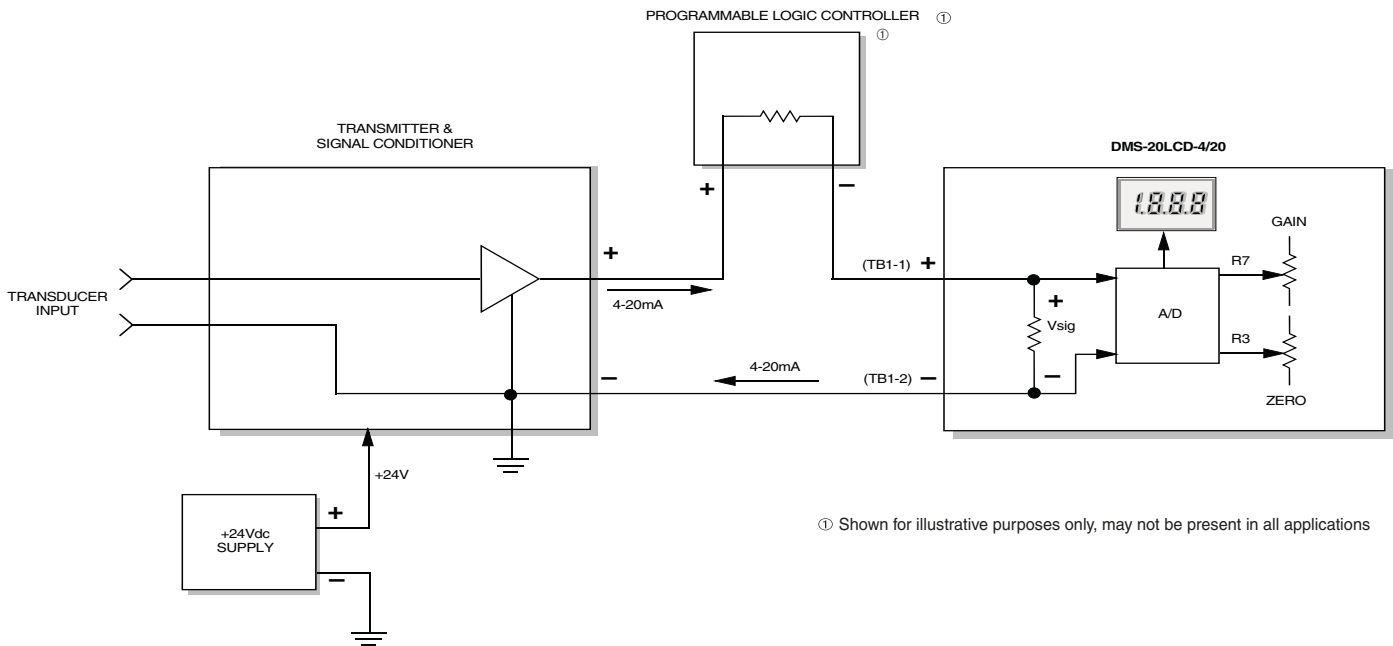 PROGRAMMABLE LOGIC CONTROLLER ①
①
TRANSMITTER &
SIGNAL CONDITIONER
DMS-20LCD-4/20
+
−
1.8.8.8
GAIN
+
(TB1-1) +
R7
TRANSDUCER
INPUT
4-20mA
+
Vsig
A/D
−
4-20mA
(TB1-2) −
−
R3
ZERO
+24V
+24Vdc
SUPPLY
+
−
① Shown for illustrative purposes only, may not be present in all applications